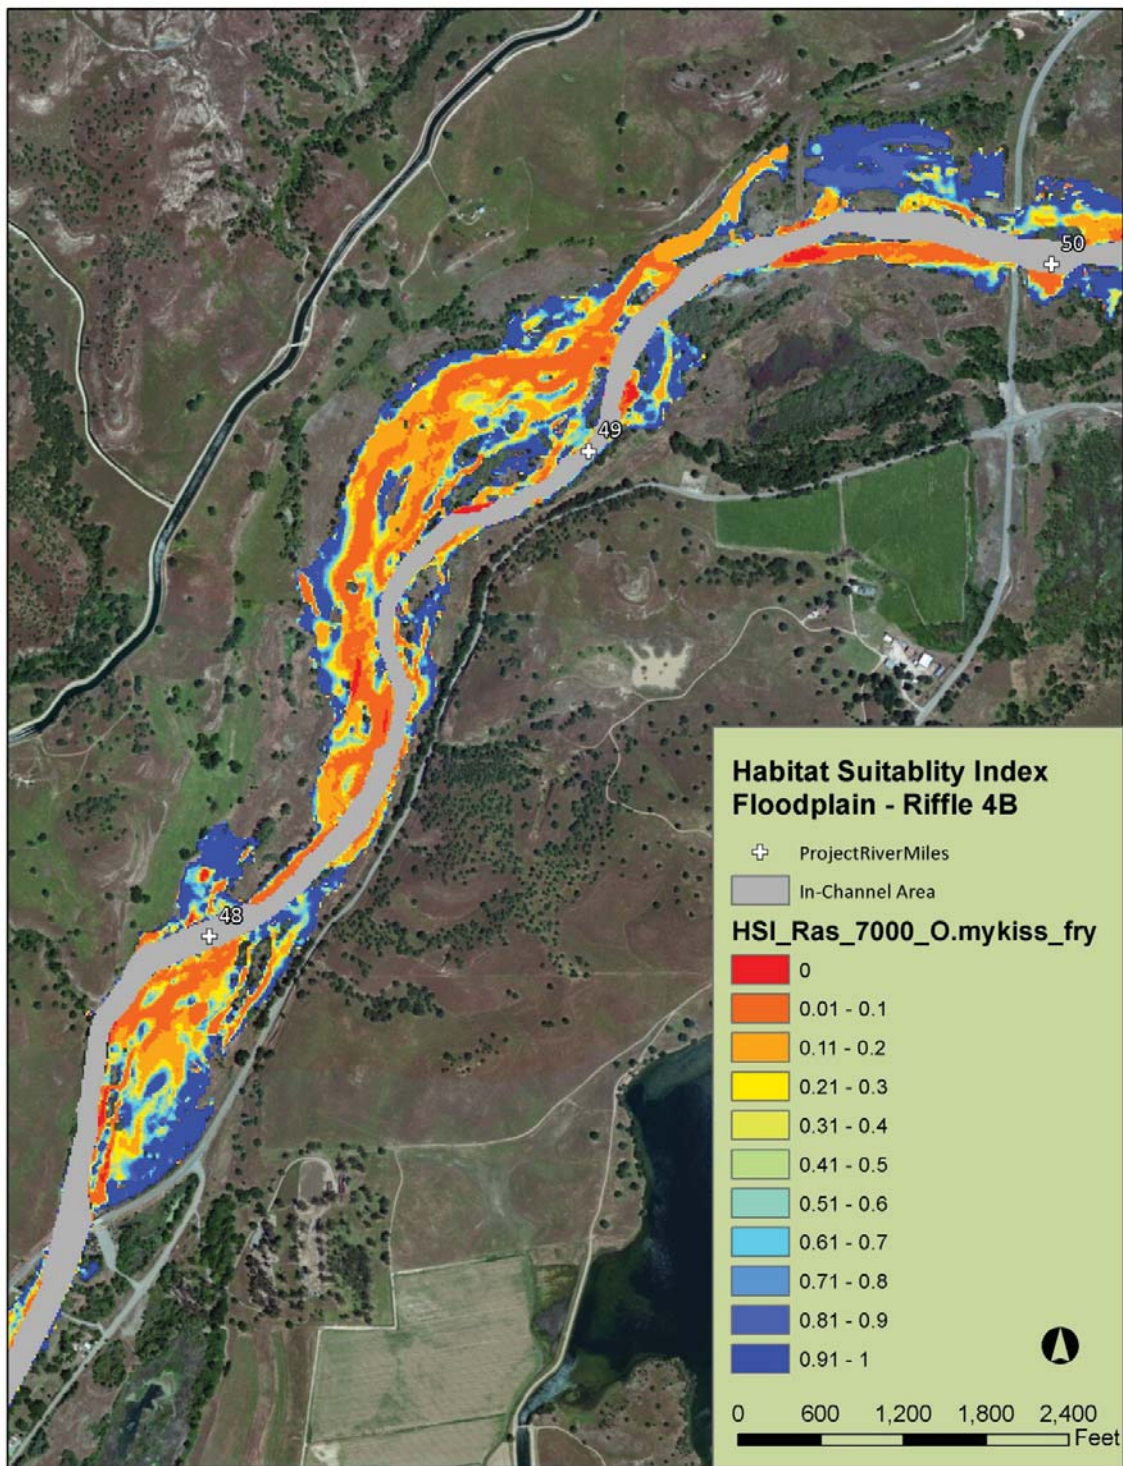 50
49
48
Habitat Suitablity Index
Floodplain - Riffle 4B
ProjectRiverMiles
In-Channel Area
HSI_Ras_7000_O.mykiss_fry
0
0.01 - 0.1
0.11 - 0.2
0.21 - 0.3
0.31 - 0.4
0.41 - 0.5
0.51 - 0.6
0.61 - 0.7
0.71 - 0.8
0.81 - 0.9
0.91 - 1
0 600 1,200 1,800 2,400
Feet